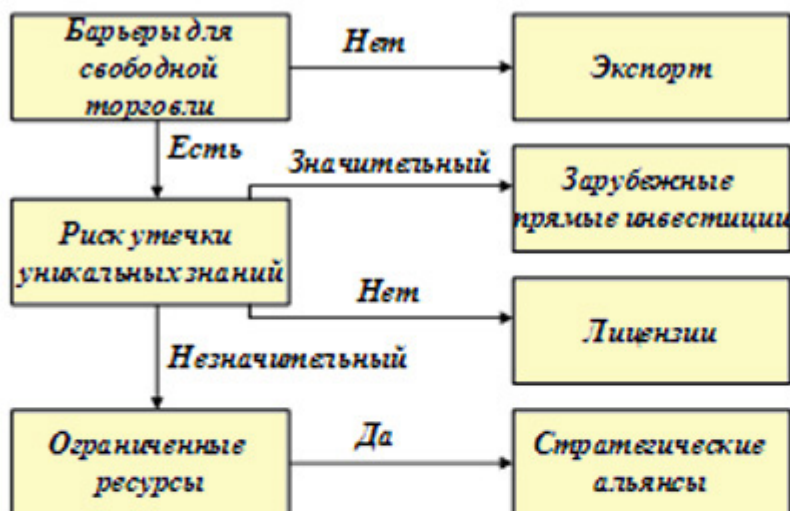 Барьеры для
свободной
торговли
Нет
Экспорт
Есть
Значительный
Зарубежные
прямые инвестиции
Риск утечки
уникальных знаний
Нет
Лицензии
Незначительный
Ограниченные
ресурсы
Да
Стратегические
альянсы